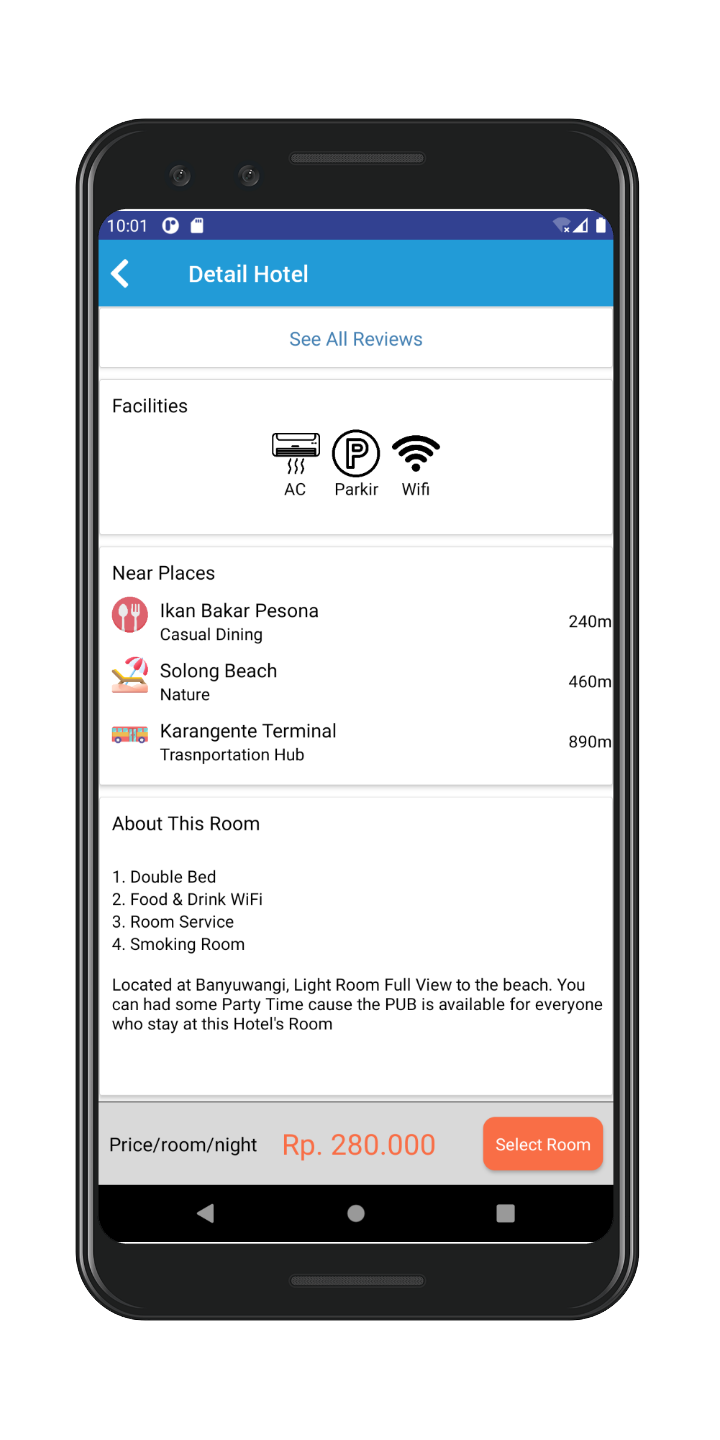 10:01
Detail Hotel
See All Reviews
Facilities
AC Parkir Wifi
Near Places
Ikan Bakar Pesona
Casual Dining
240m
Solong Beach
Nature
460m
Karangente Terminal
Trasnportation Hub
890m
About This Room
1. Double Bed
2. Food & Drink WiFi
3. Room Service
4. Smoking Room
Located at Banyuwangi, Light Room Full View to the beach. You
can had some Party Time cause the PUB is available for everyone
who stay at this Hotel's Room
Price/room/night Rp. 280.000 Select Room